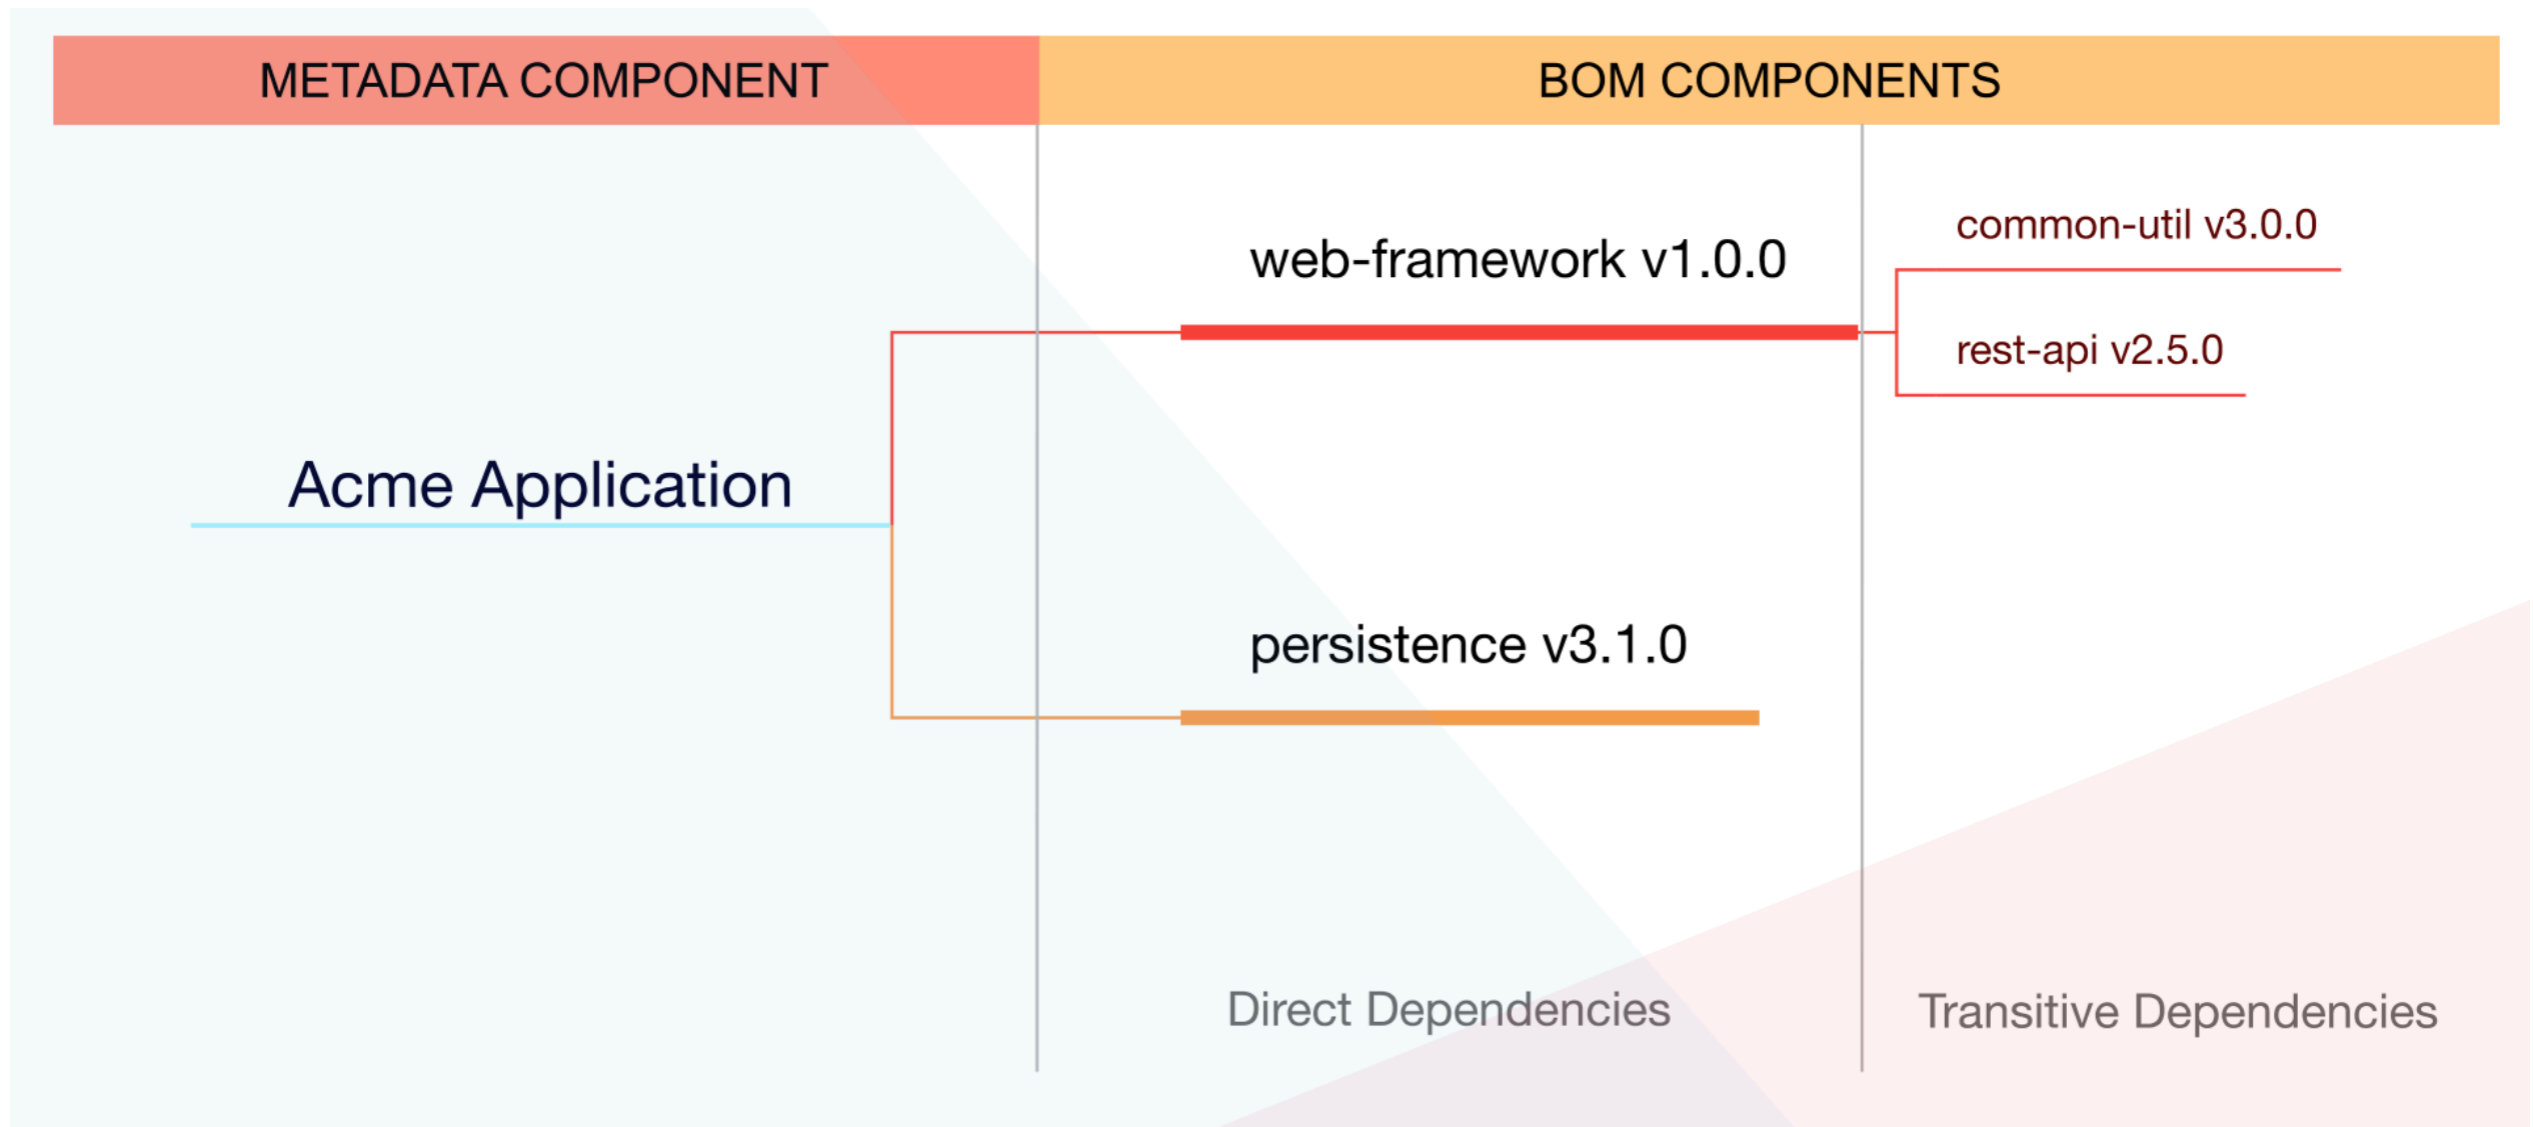 METADATA COMPONENT
BOM COMPONENTS
common-util v3.0.0
web-framework v1.0.0
rest-api v2.5.0
Acme Application
persistence v3.1.0
Direct Dependencies
Transitive Dependencies